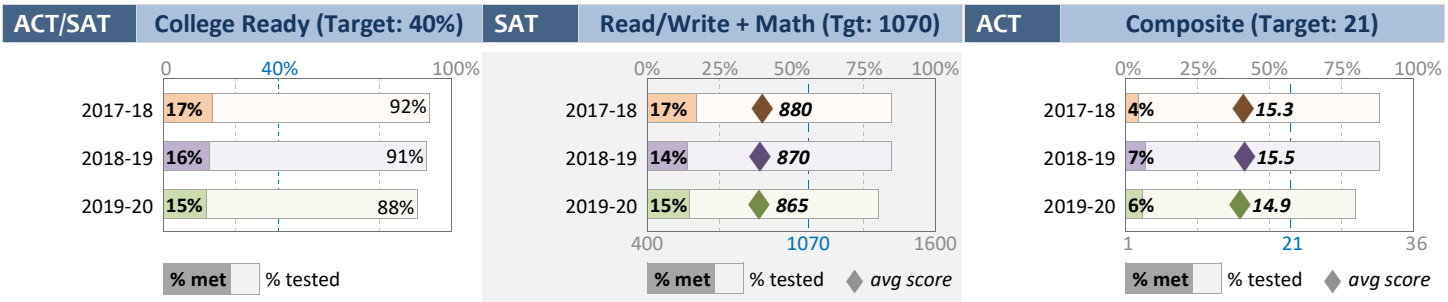 ACT/SAT College Ready (Target: 40%)
0 40% 100%
2017-18 17% 92%
2018-19 16% 91%
2019-20 15% 88%
% met % tested
SAT Read/Write + Math (Tgt: 1070)
0% 25% 50% 75% 100%
2017-18 17% 880
2018-19 14% 870
2019-20 15% 865
400 1070 1600
% met % tested avg score
ACT Composite (Target: 21)
0% 25% 50% 75% 100%
2017-18 4% 15.3
2018-19 7% 15.5
2019-20 6% 14.9
1 21 36
% met % tested avg score